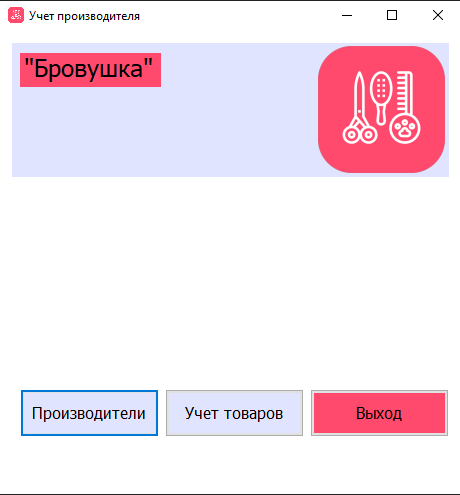 Учет производителя
"Бровушка"
Производители
Учет товаров
Выход